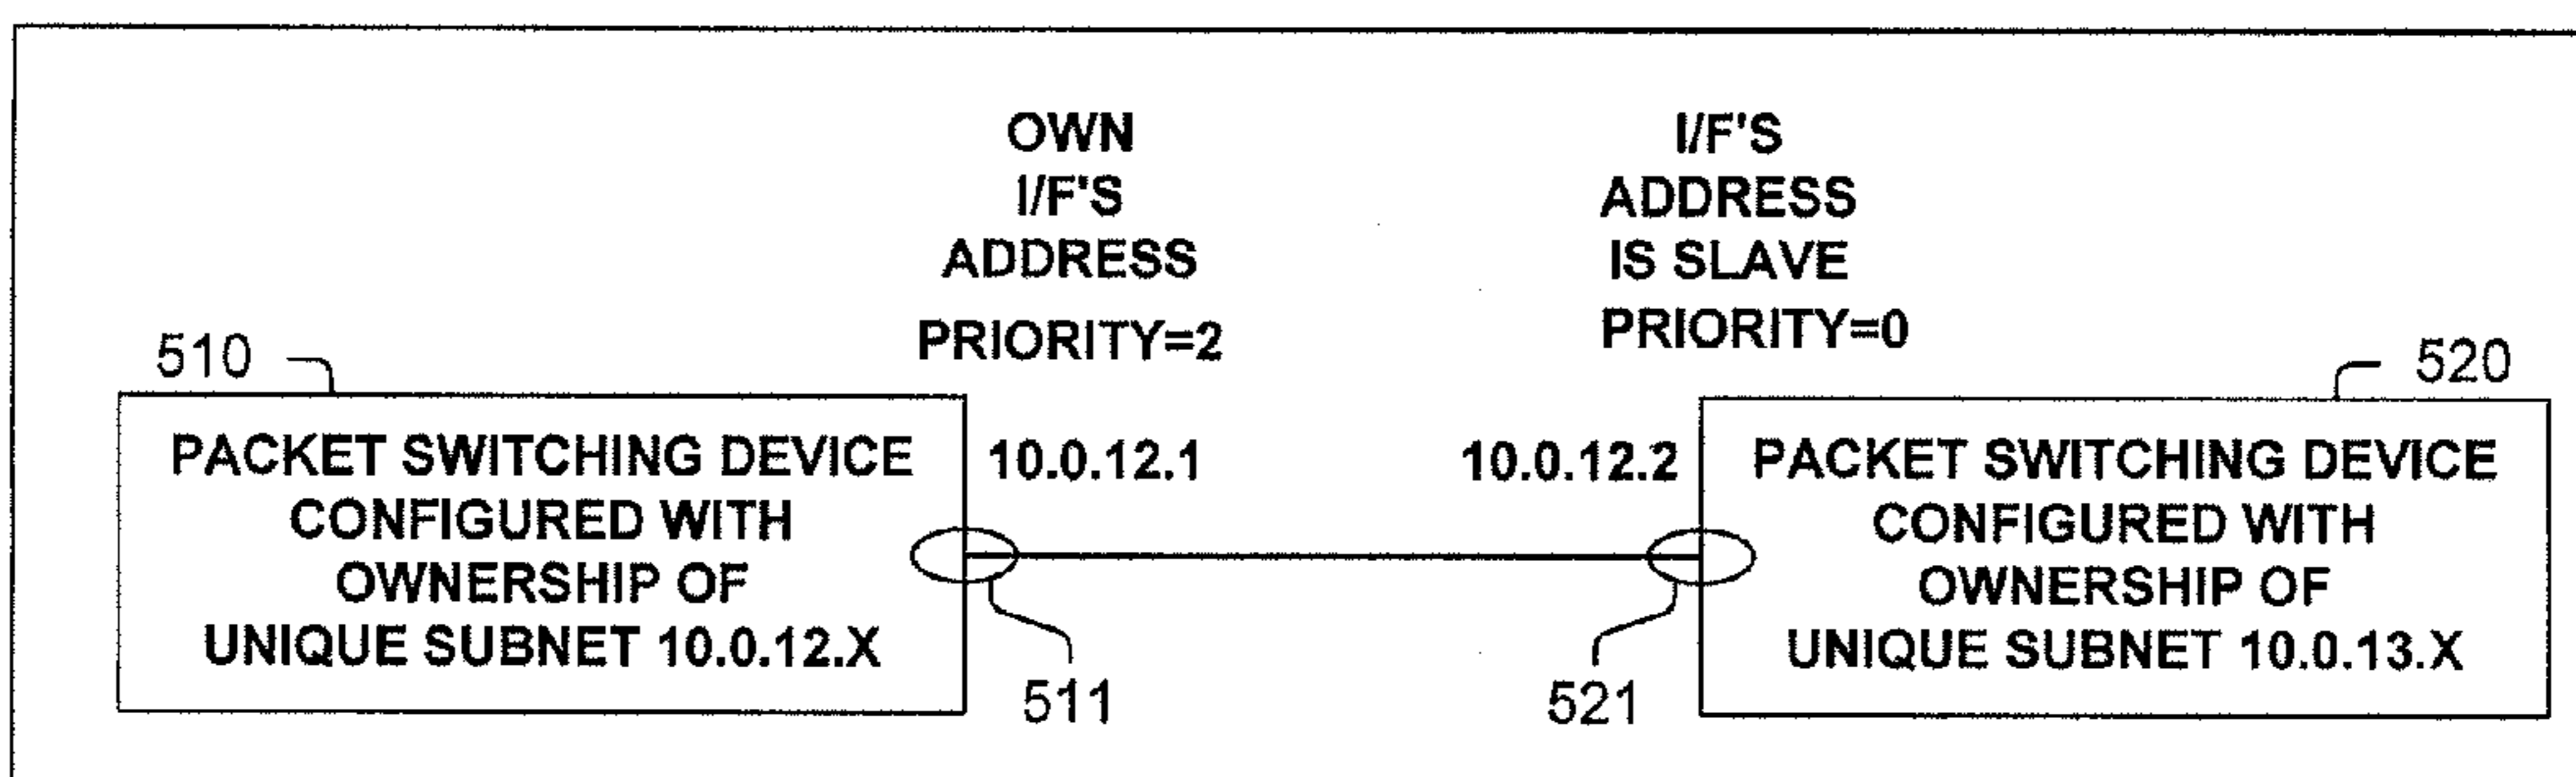 OWN
I/F'S
ADDRESS
PRIORITY=2
I/F'S
ADDRESS
IS SLAVE
PRIORITY=0
510
520
PACKET SWITCHING DEVICE
CONFIGURED WITH
OWNERSHIP OF
UNIQUE SUBNET 10.0.12.X
10.0.12.1
10.0.12.2
PACKET SWITCHING DEVICE
CONFIGURED WITH
OWNERSHIP OF
UNIQUE SUBNET 10.0.13.X
511
521